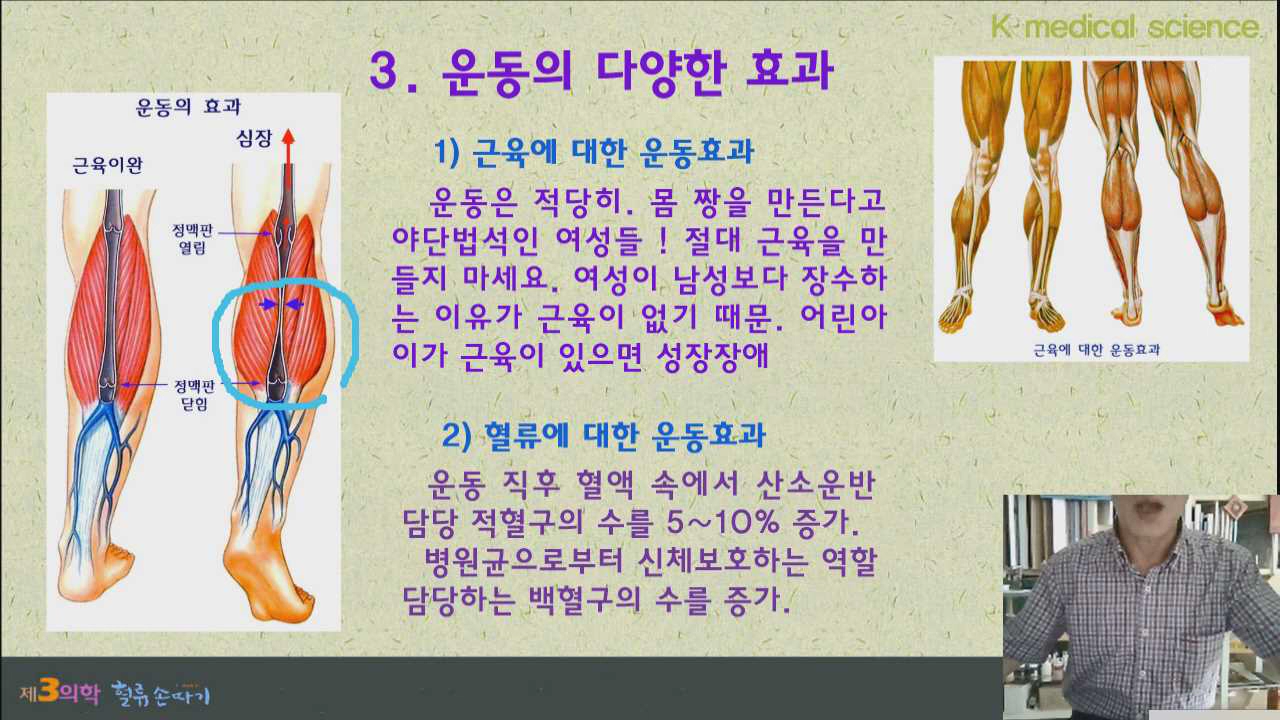 K medical science
3. 운동의 다양한 효과
운동의 효과
심장
근육이완
정맥판
열림
정맥판
닫힘
1) 근육에 대한 운동효과
운동은 적당히. 몸 짱을 만든다고
야단법석인 여성들 ! 절대 근육을 만
들지 마세요. 여성이 남성보다 장수하
는 이유가 근육이 없기 때문. 어린아
이가 근육이 있으면 성장장애
2) 혈류에 대한 운동효과
운동 직후 혈액 속에서 산소운반
담당 적혈구의 수를 5~10% 증가.
병원균으로부터 신체보호하는 역할
담당하는 백혈구의 수를 증가.
근육에 대한 운동효과
제3의학 혈류 손따기